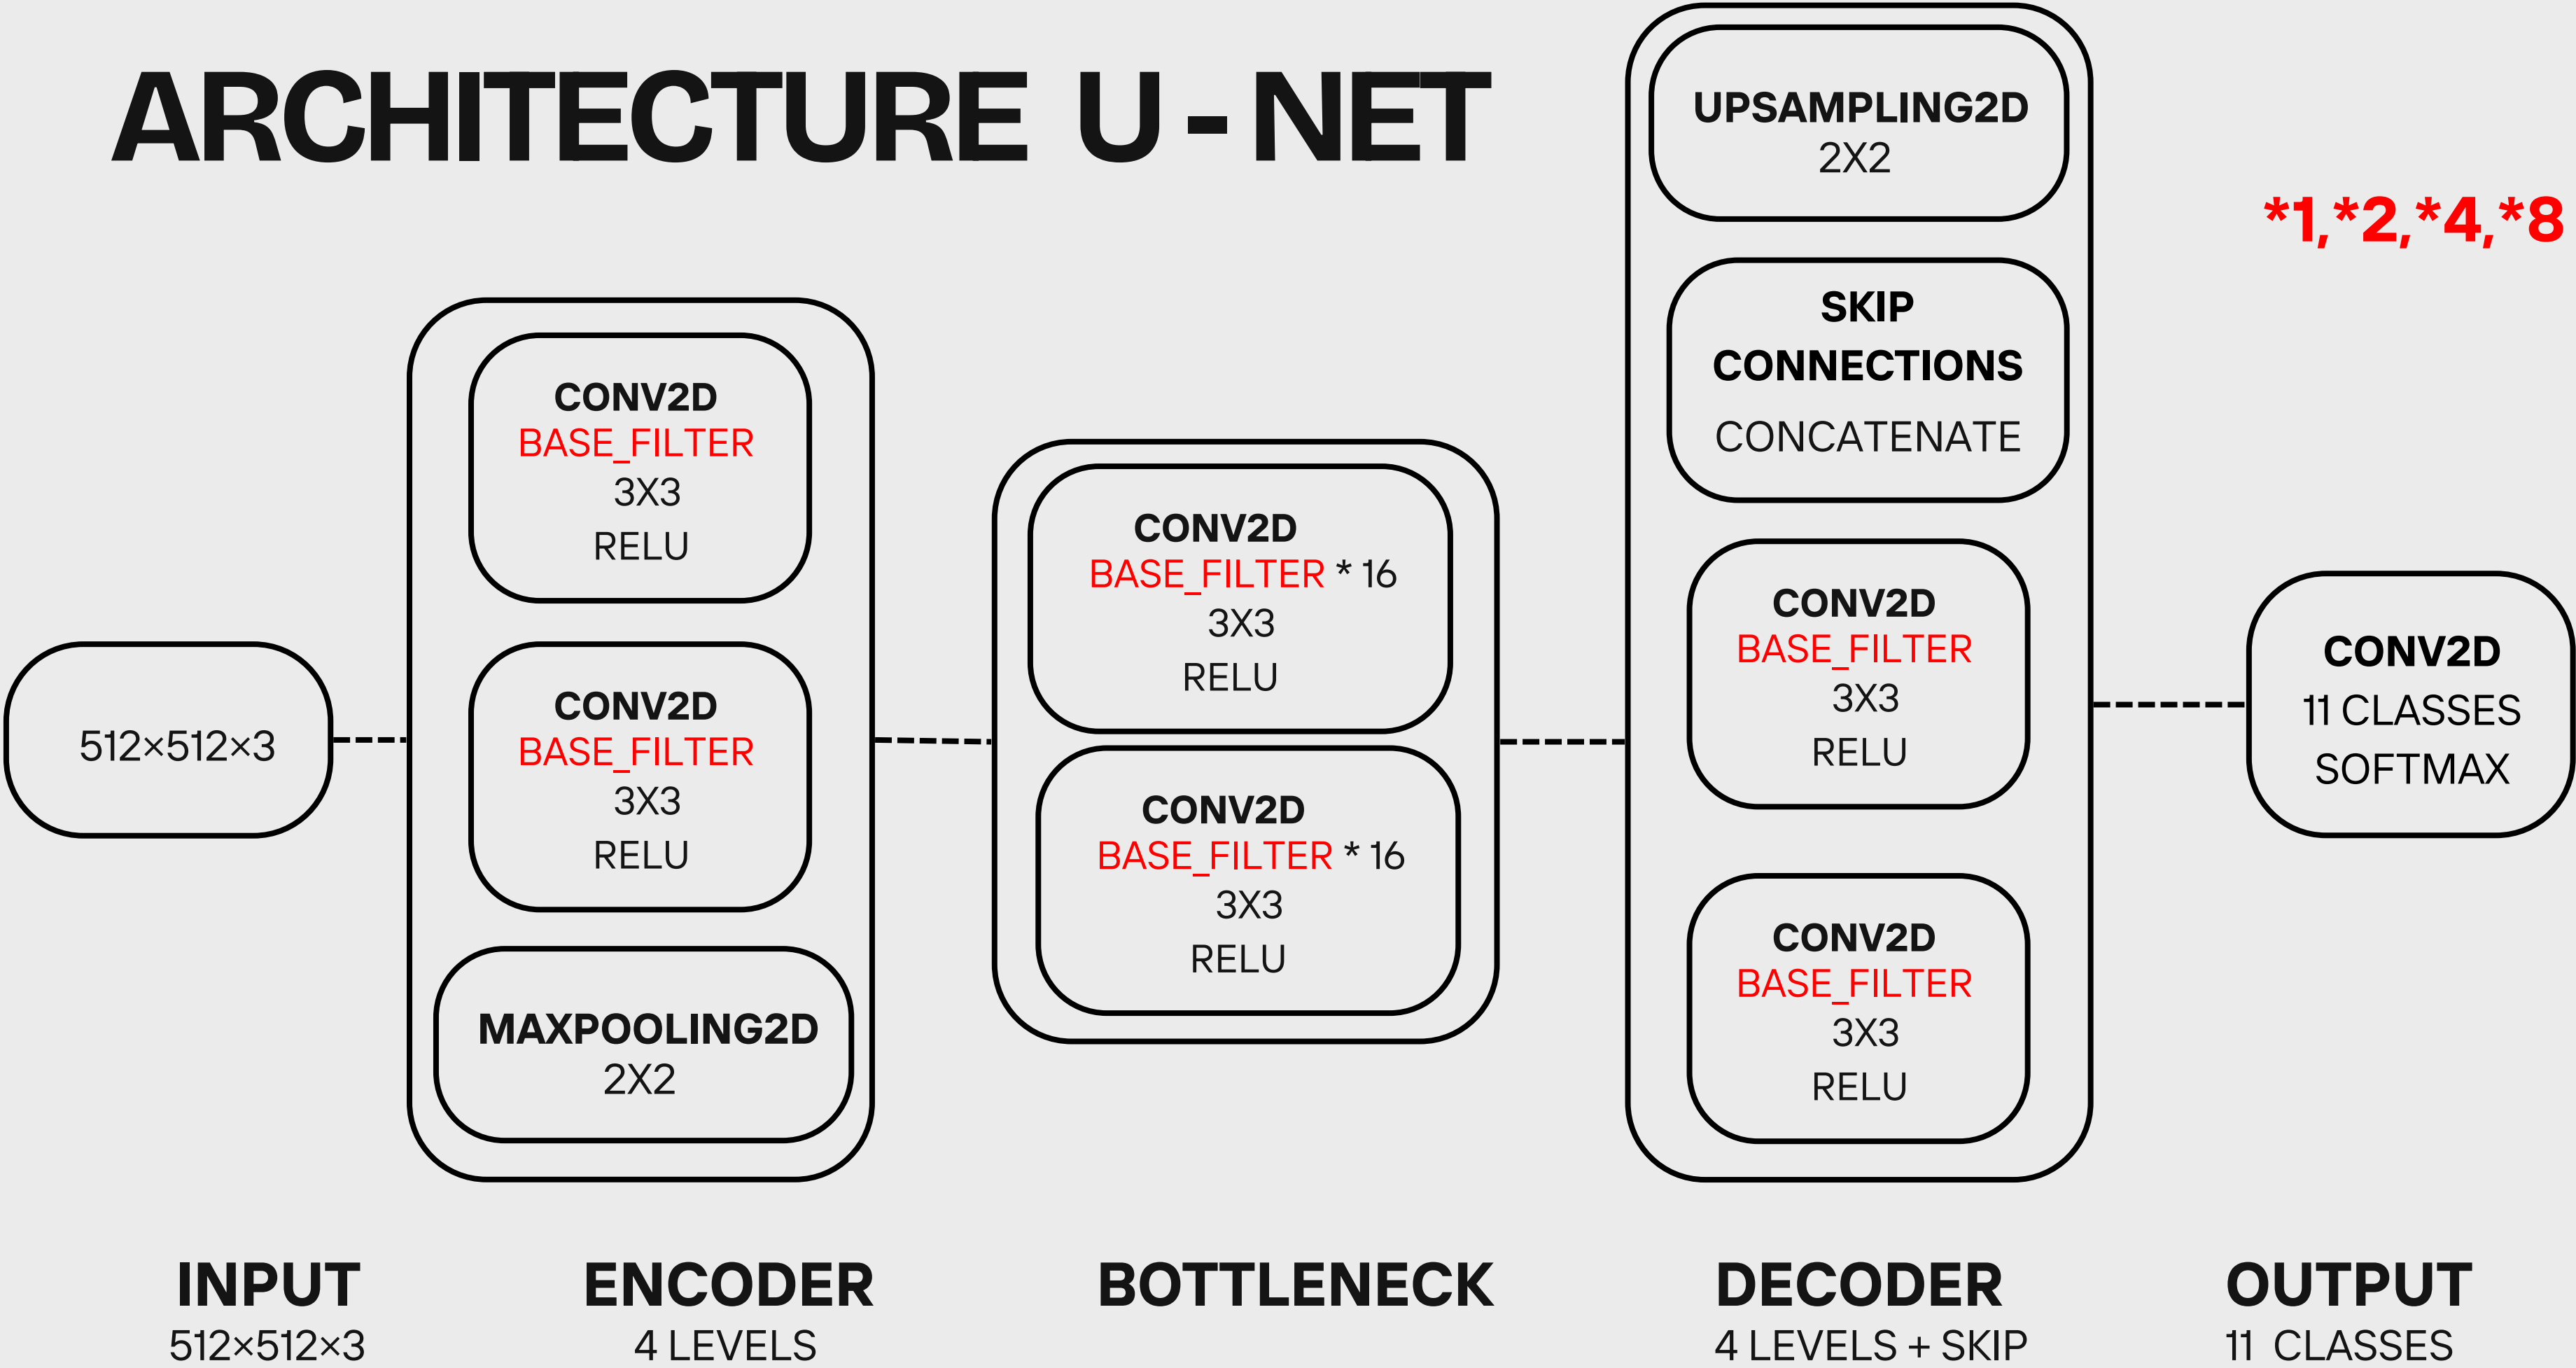 ARCHITECTURE U-NET
*1,*2,*4,*8
512×512×3
CONV2D
BASE_FILTER
3X3
RELU
CONV2D
BASE_FILTER
3X3
RELU
MAXPOOLING2D
2X2
CONV2D
BASE_FILTER * 16
3X3
RELU
CONV2D
BASE_FILTER * 16
3X3
RELU
UPSAMPLING2D
2X2
SKIP
CONNECTIONS
CONCATENATE
CONV2D
BASE_FILTER
3X3
RELU
CONV2D
BASE_FILTER
3X3
RELU
CONV2D
11 CLASSES
SOFTMAX
INPUT
512×512×3
ENCODER
4 LEVELS
BOTTLENECK
DECODER
4 LEVELS + SKIP
OUTPUT
11 CLASSES